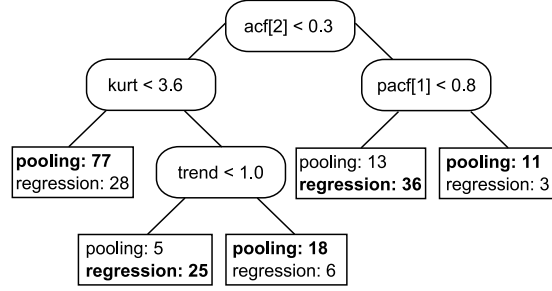 acf[2] < 0.3
kurt < 3.6
pacf[1] < 0.8
pooling: 77
regression: 28
trend < 1.0
pooling: 13
regression: 36
pooling: 11
regression: 3
pooling: 5
regression: 25
pooling: 18
regression: 6